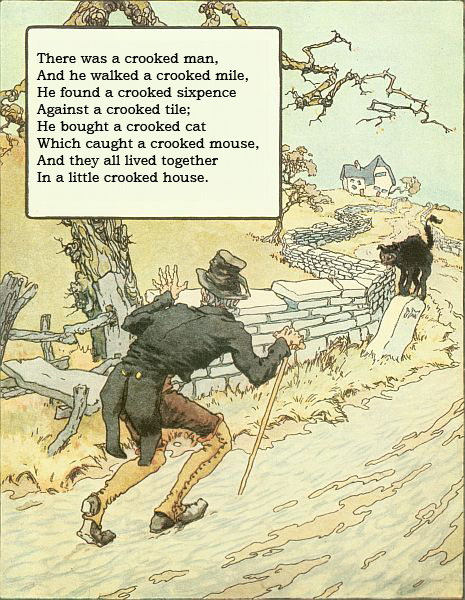 There was a crooked man,
And he walked a crooked mile,
He found a crooked sixpence
Against a crooked tile;
He bought a crooked cat
Which caught a crooked mouse,
And they all lived together
In a little crooked house.